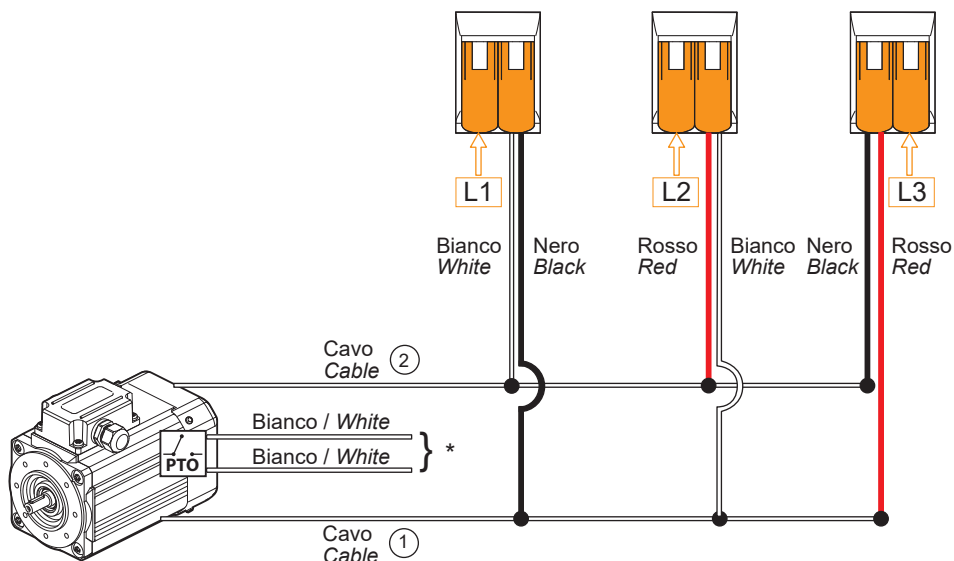 L1
L2
L3
Bianco
White
Nero
Black
Rosso
Red
Bianco
White
Nero
Black
Rosso
Red
Cavo
Cable 2
Bianco / White
Bianco / White
} *
PTO
Cavo
Cable 1